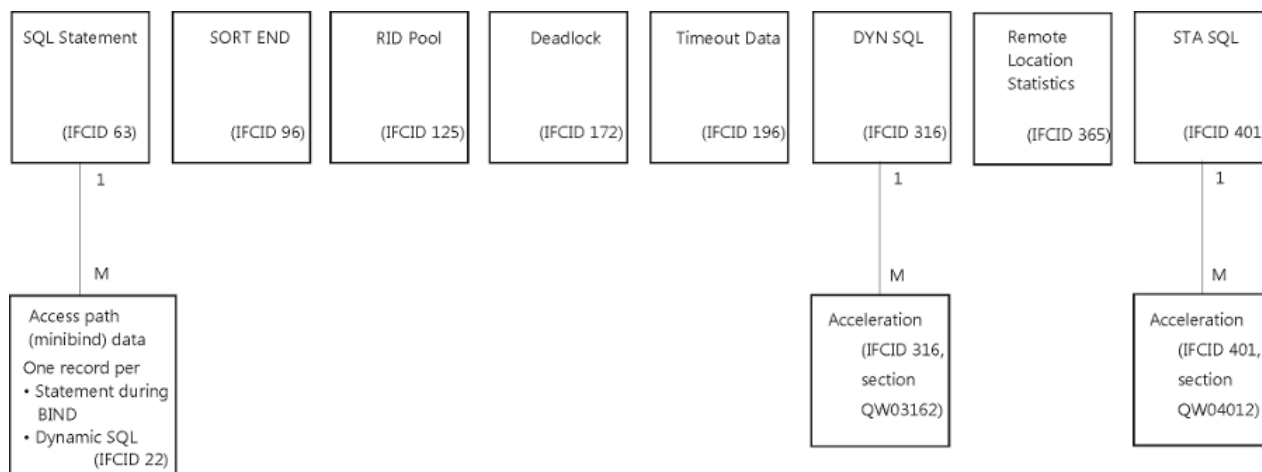 SQL Statement
(IFCID 63)
SORT END
(IFCID 96)
RID Pool
(IFCID 125)
Deadlock
(IFCID 172)
Timeout Data
(IFCID 196)
DYN SQL
(IFCID 316)
Remote
Location
Statistics
(IFCID 365)
STA SQL
(IFCID 401)
1
1
1
M
M
M
Access path
(minibind) data
One record per
• Statement during
BIND
• Dynamic SQL
(IFCID 22)
Acceleration
(IFCID 316,
section
QW03162)
Acceleration
(IFCID 401,
section
QW04012)